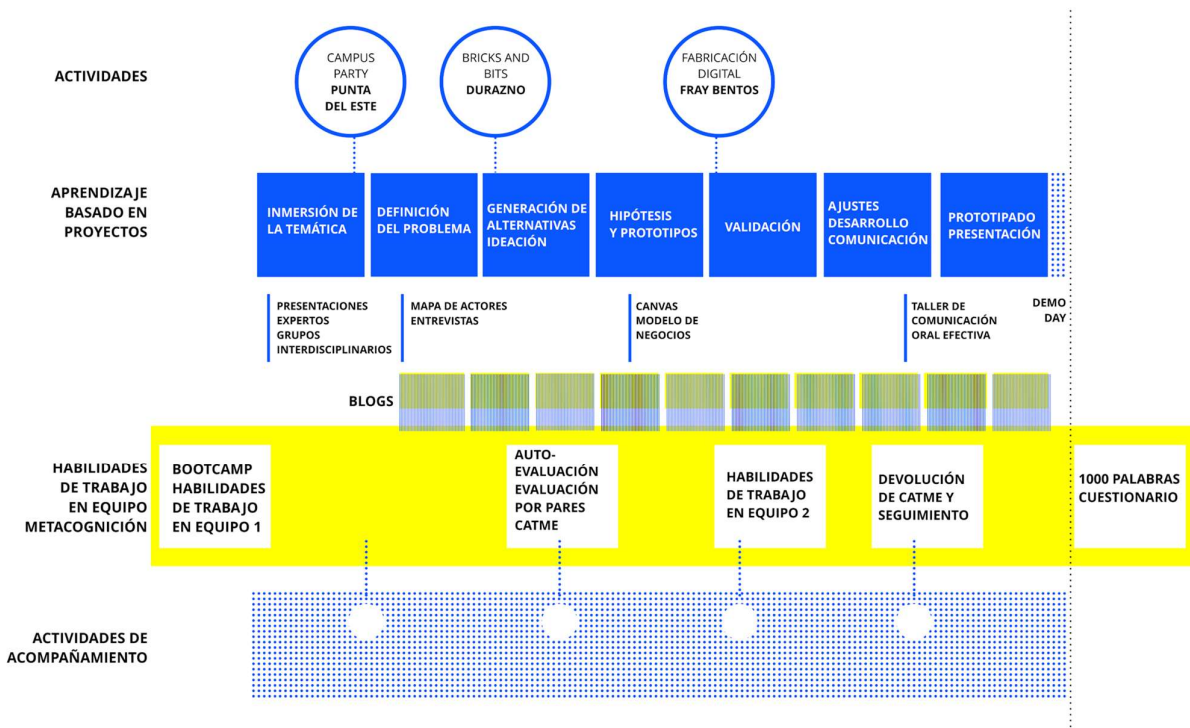 ACTIVIDADES
CAMPUS
PARTY
PUNTA
DEL ESTE
BRICKS AND
BITS
DURAZNO
FABRICACIÓN
DIGITAL
FRAY BENTOS
APRENDIZAJE
BASADO EN
PROYECTOS
INMERSIÓN DE
LA TEMÁTICA
DEFINICIÓN
DEL PROBLEMA
GENERACIÓN DE
ALTERNATIVAS
IDEACIÓN
HIPÓTESIS
Y PROTOTIPOS
VALIDACIÓN
AJUSTES
DESARROLLO
COMUNICACIÓN
PROTOTIPADO
PRESENTACIÓN
PRESENTACIONES
EXPERTOS
GRUPOS
INTERDISCIPLINARIOS
MAPA DE ACTORES
ENTREVISTAS
CANVAS
MODELO DE
NEGOCIOS
TALLER DE
COMUNICACIÓN
ORAL EFECTIVA
DEMO
DAY
BLOGS
HABILIDADES
DE TRABAJO
EN EQUIPO
METACOGNICIÓN
BOOTCAMP
HABILIDADES
DE TRABAJO
EN EQUIPO 1
AUTO-
EVALUACIÓN
EVALUACIÓN
POR PARES
CATME
HABILIDADES
DE TRABAJO
EN EQUIPO 2
DEVOLUCIÓN
DE CATME Y
SEGUIMIENTO
1000 PALABRAS
CUESTIONARIO
ACTIVIDADES DE
ACOMPAÑAMIENTO